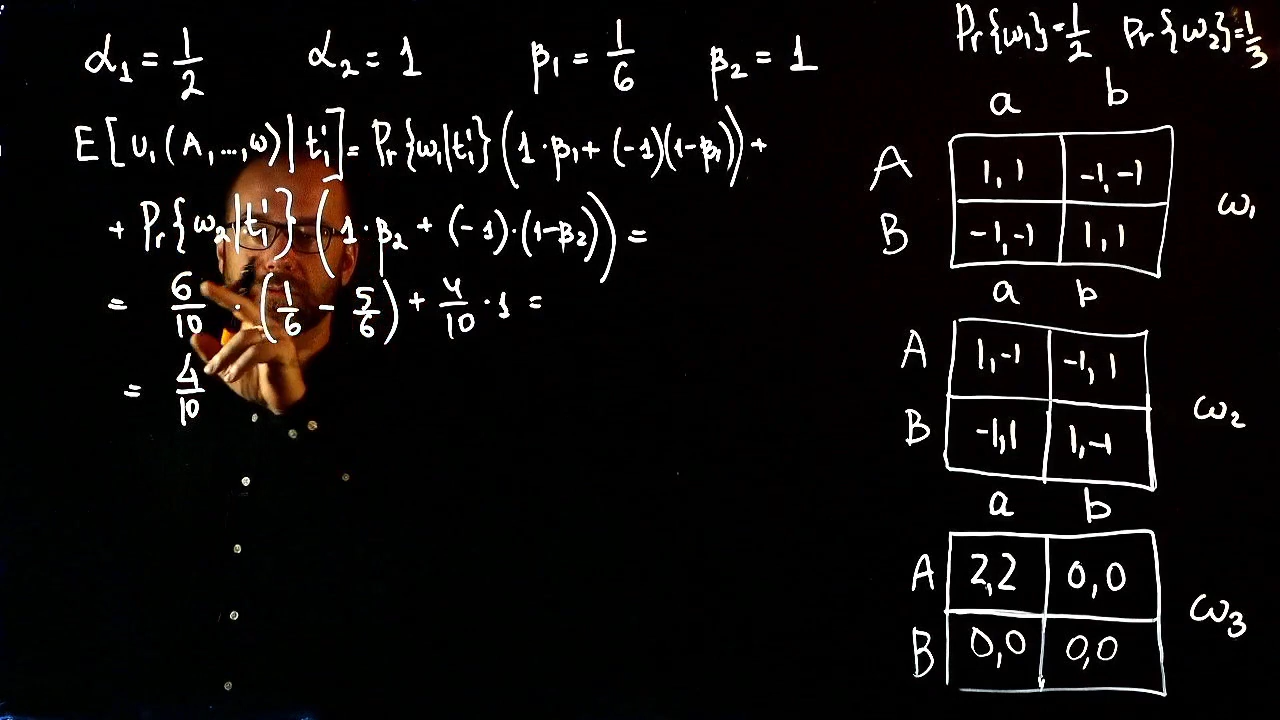 α₁ = 1/2 α₂ = 1 β₁ = 1/6 β₂ = 1
E[u₁(A,...,ω)|t₁'] = Pr{ω₁|t₁'}(1·β₁ + (-1)(1-β₁)) +
+ Pr{ω₂|t₁'}(1·β₂ + (-1)·(1-β₂)) =
= 6/10 · (1/6 - 5/6) + 4/10 · 1 =
= 4/10
Pr{ω₁}=1/2 Pr{ω₂}=1/3
a b
A 1,1 -1,-1
ω₁
B -1,-1 1,1
a b
A 1,-1 -1,1
ω₂
B -1,1 1,-1
a b
A 2,2 0,0
ω₃
B 0,0 0,0